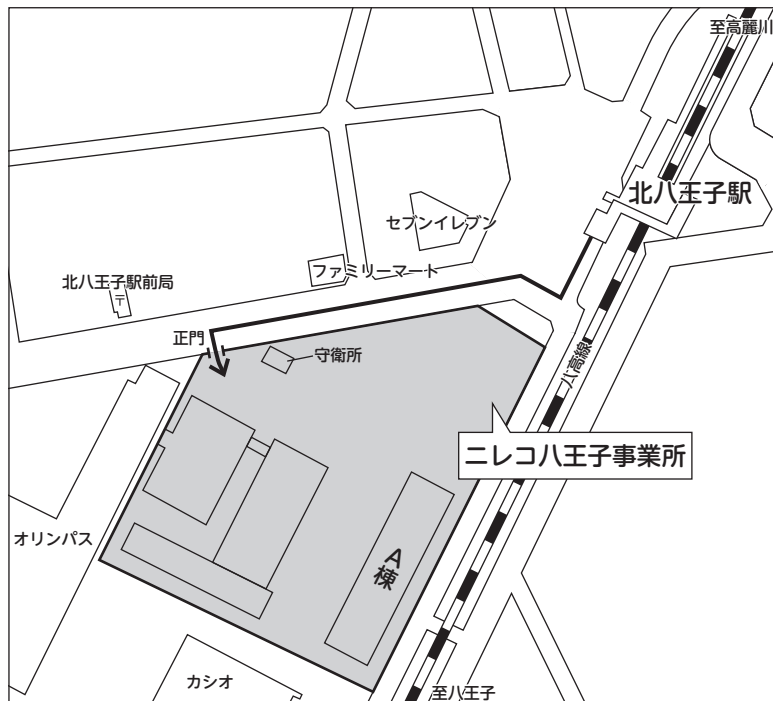 至高麗川
北八王子駅
セブンイレブン
ファミリーマート
北八王子駅前局
〒
正門
守衛所
八高線
ニレコ八王子事業所
オリンパス
A棟
カシオ
至八王子